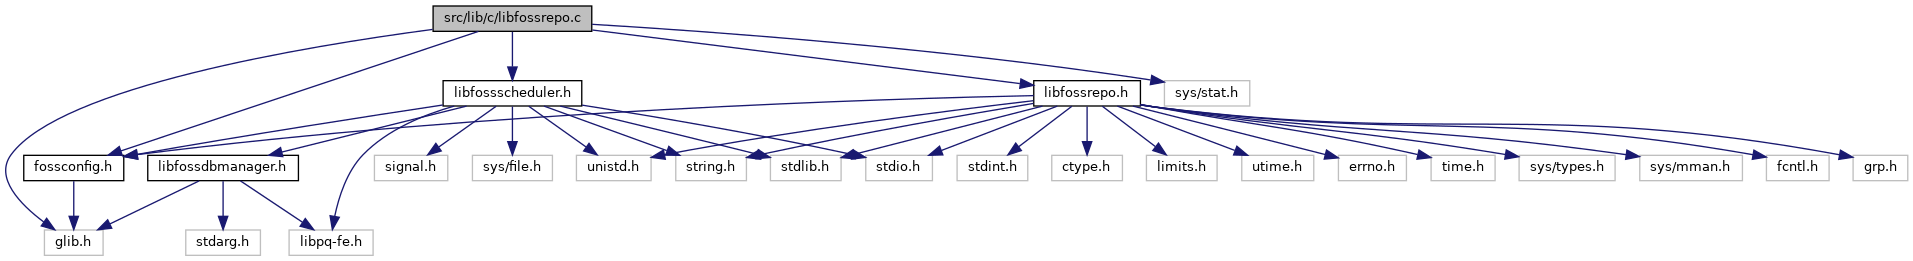 src/lib/c/libfossrepo.c
libfossscheduler.h
libfossrepo.h
sys/stat.h
fossconfig.h
libfossdbmanager.h
signal.h
sys/file.h
unistd.h
string.h
stdlib.h
stdio.h
stdint.h
ctype.h
limits.h
utime.h
errno.h
time.h
sys/types.h
sys/mman.h
fcntl.h
grp.h
glib.h
stdarg.h
libpq-fe.h